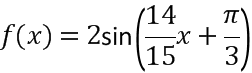 f(x) = 2sin(14/15 x + π/3)